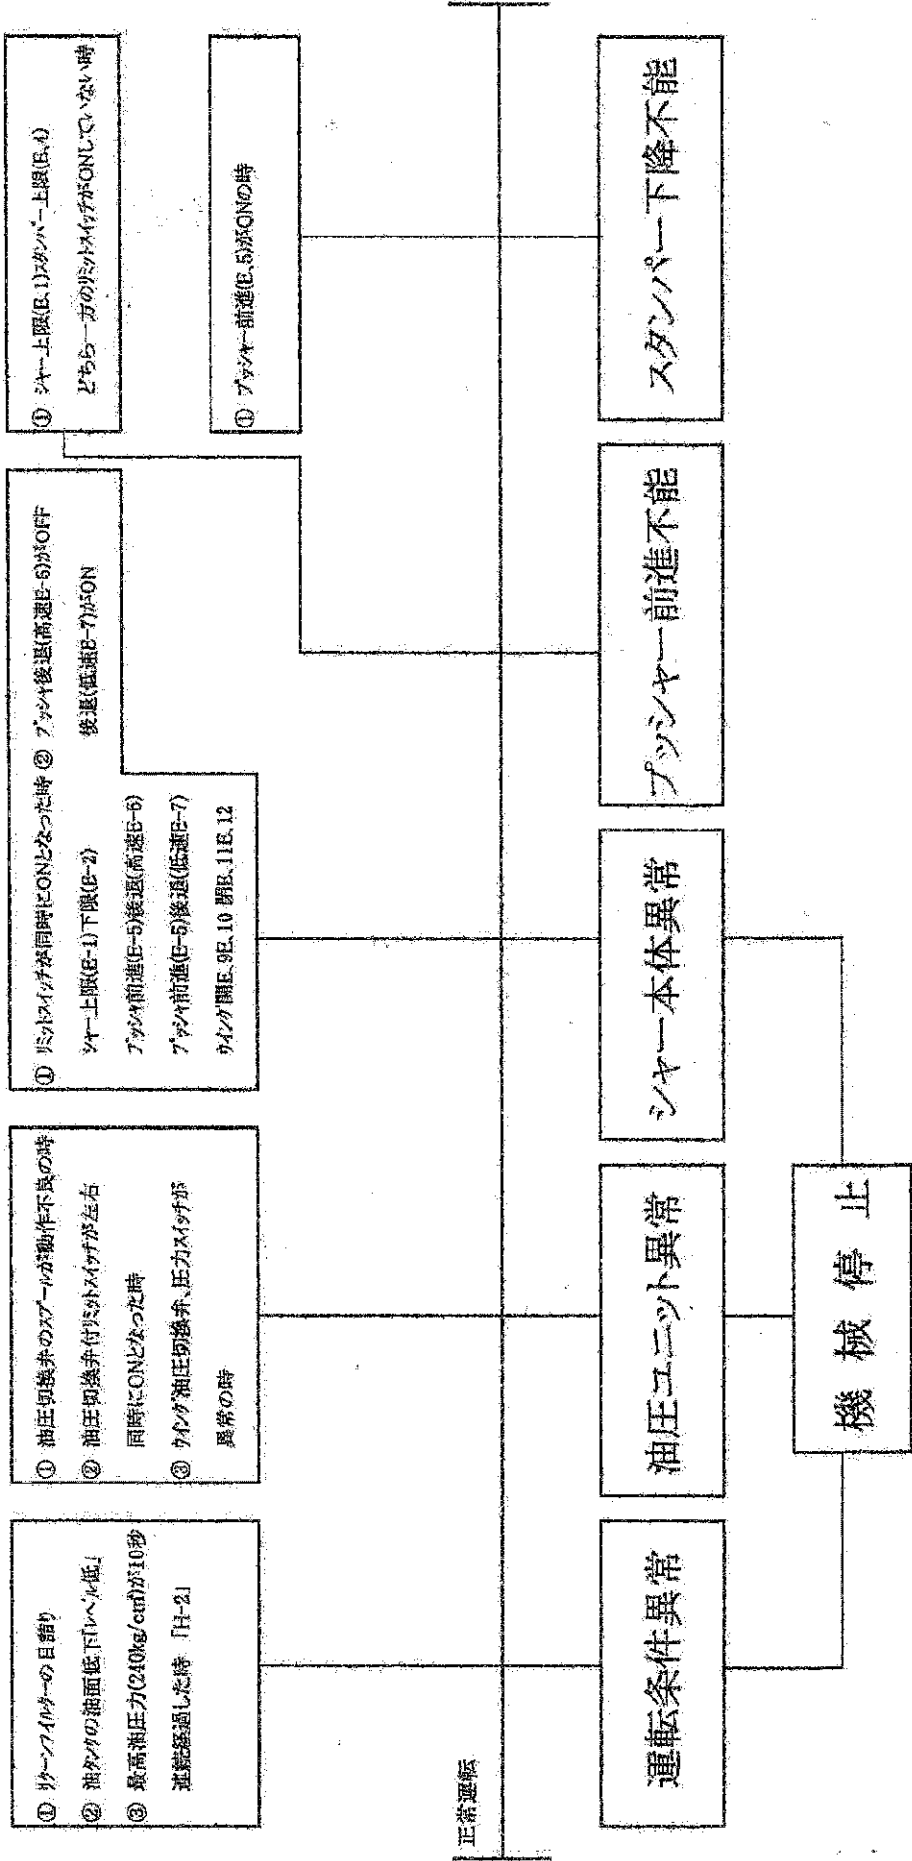 ① リターンフィルターの目詰り
② 油タンクの油面低下「レベル低」
③ 最高油圧力(240kg/c㎡)が10秒
連続経過した時 「H-2」
① 油圧切換弁のスプールが動作不良の時
② 油圧切換弁付リミットスイッチが左右
同時にONとなった時
③ ウイング油圧切換弁、圧力スイッチが
異常の時
① リミットスイッチが同時にONとなった時 ② プッシャ後退(高速E-6)がOFF
シャー上限(E-1)下限(E-2) 後退(低速E-7)がON
プッシャ前進(E-5)後退(高速E-6)
プッシャ前進(E-5)後退(低速E-7)
ウイング開E、9E、10 閉E、11E、12
① シャー上限(E、1)スタンパー上限(E、4)
どちら一方のリミットスイッチがONしていない時
① プッシャー前進(E、5)がONの時
正常運転
運転条件異常
油圧ユニット異常
シャー本体異常
プッシャー前進不能
スタンパー下降不能
機械停止